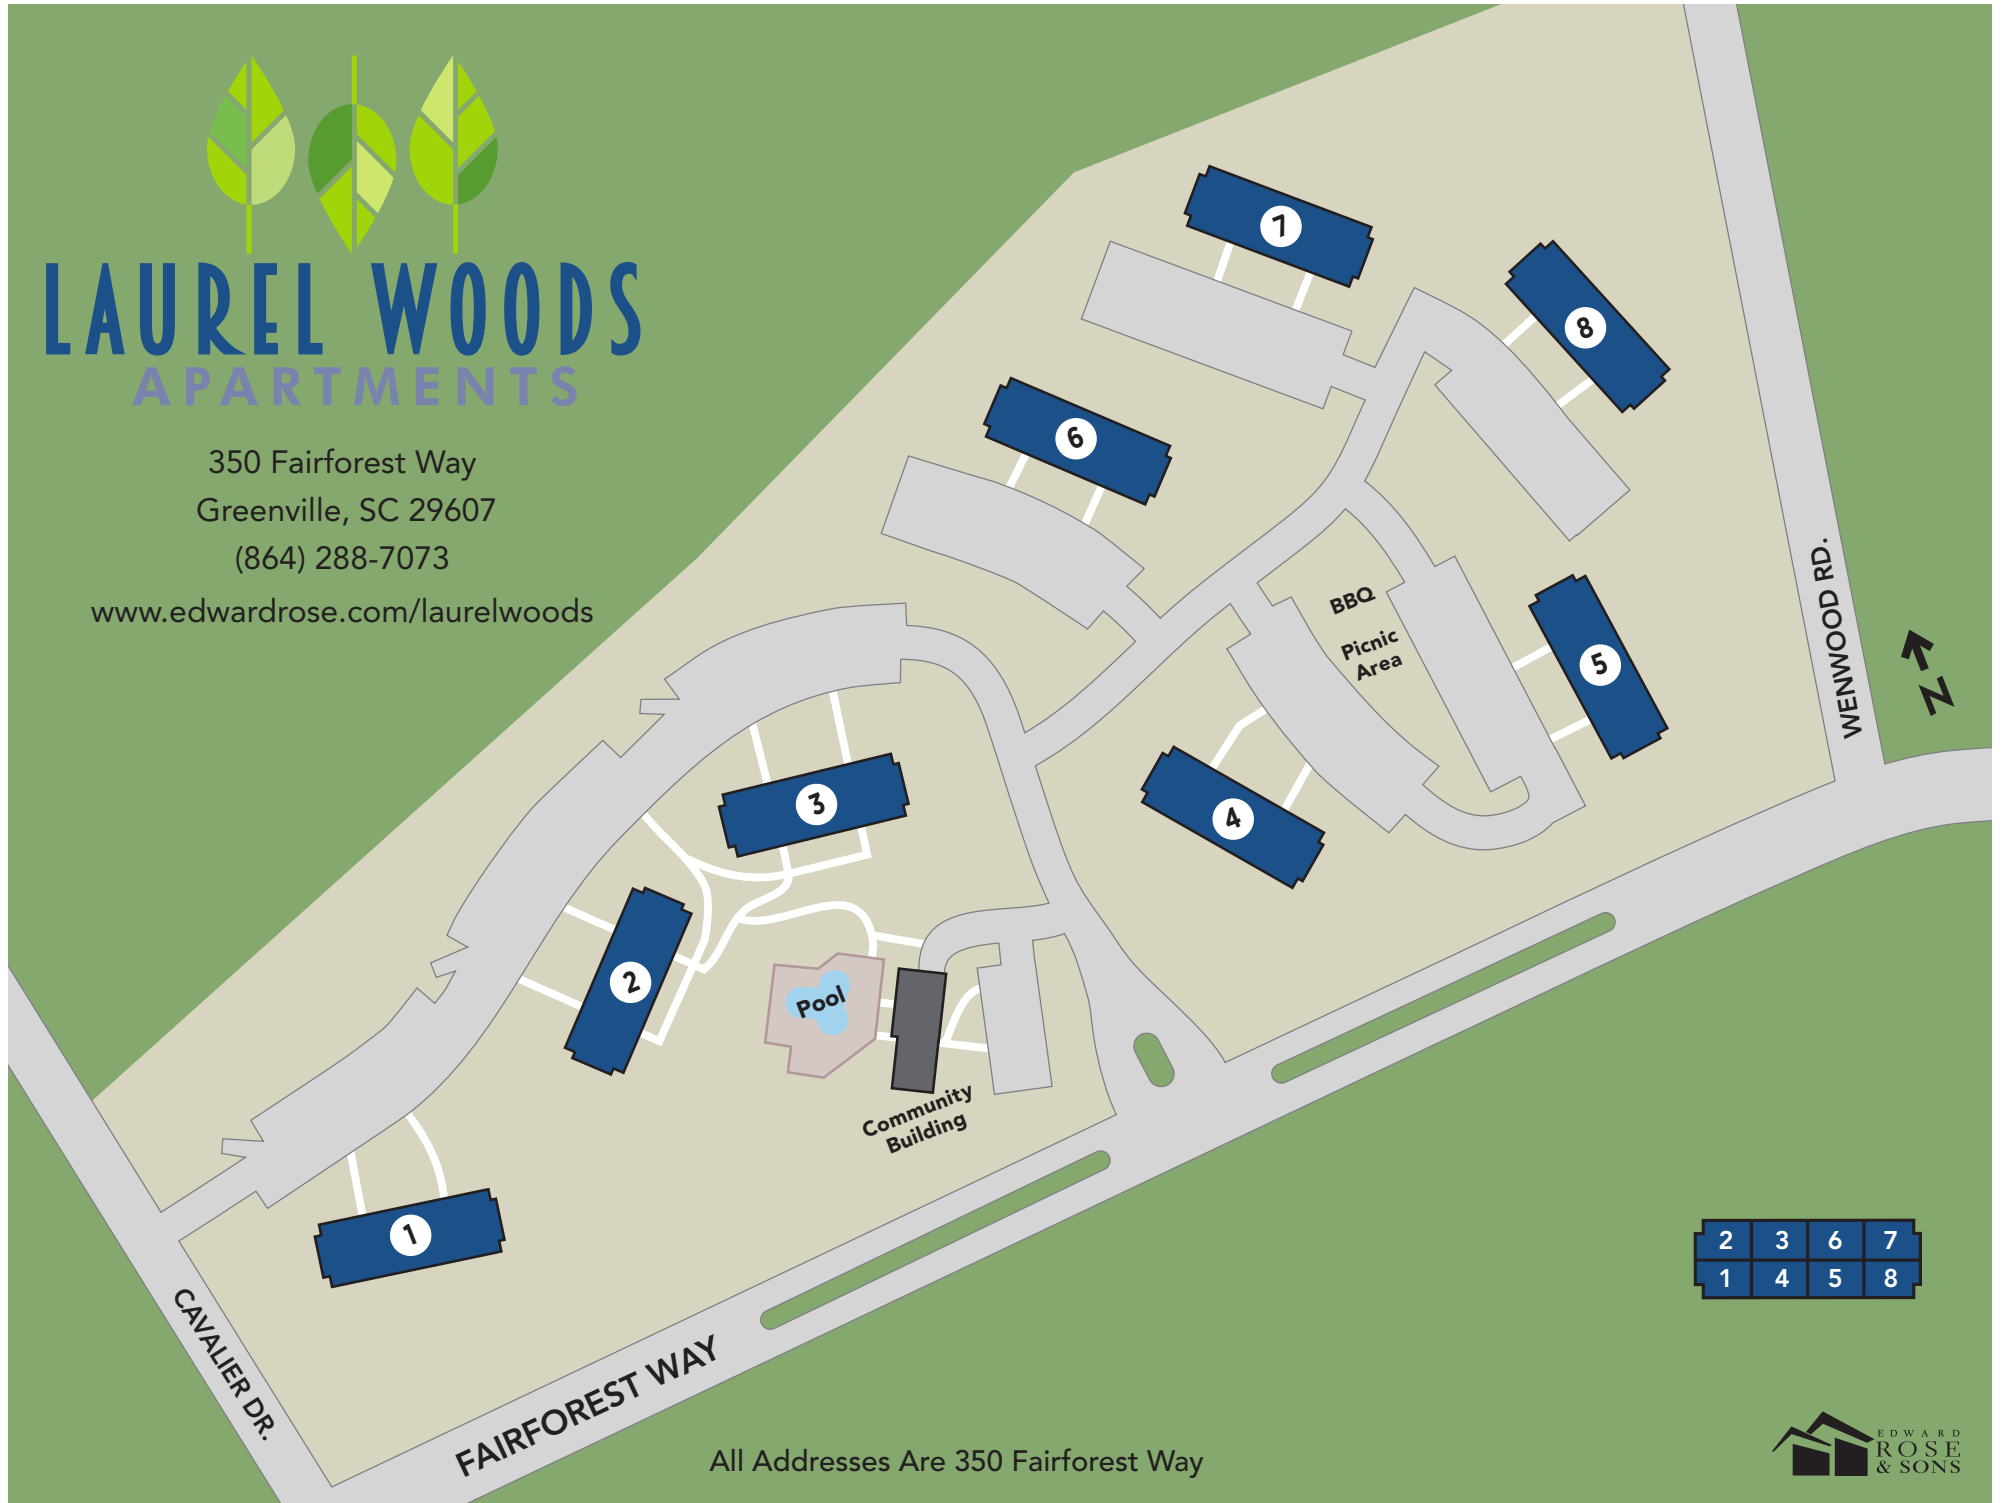 LAUREL WOODS
APARTMENTS
350 Fairforest Way
Greenville, SC 29607
(864) 288-7073
www.edwardrose.com/laurelwoods
7
8
6
BBQ
Picnic
Area
5
WENWOOD RD.
N
3
4
2
Pool
Community
Building
1
CAVALIER DR.
FAIRFOREST WAY
2 3 6 7
1 4 5 8
All Addresses Are 350 Fairforest Way
EDWARD
ROSE
& SONS